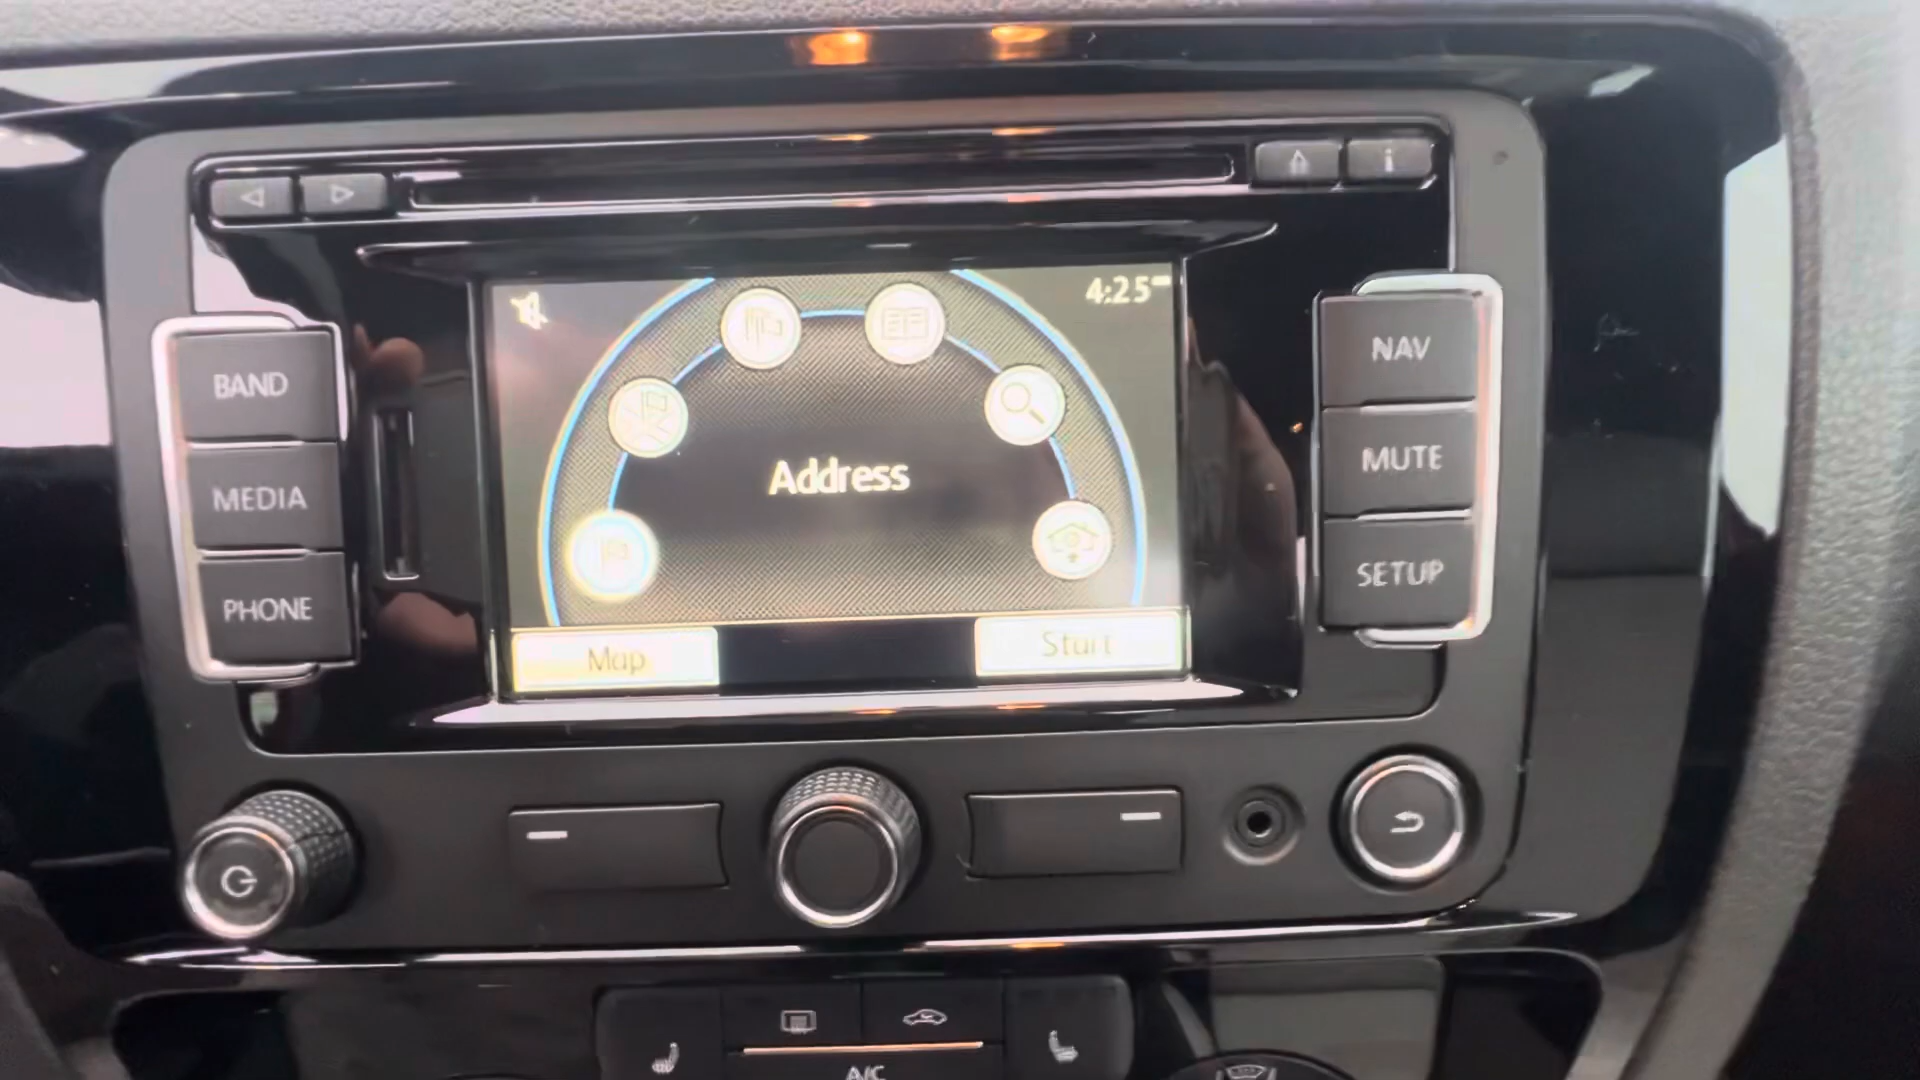 4:25
BAND
MEDIA
PHONE
Address
Map
Start
NAV
MUTE
SETUP
A/C